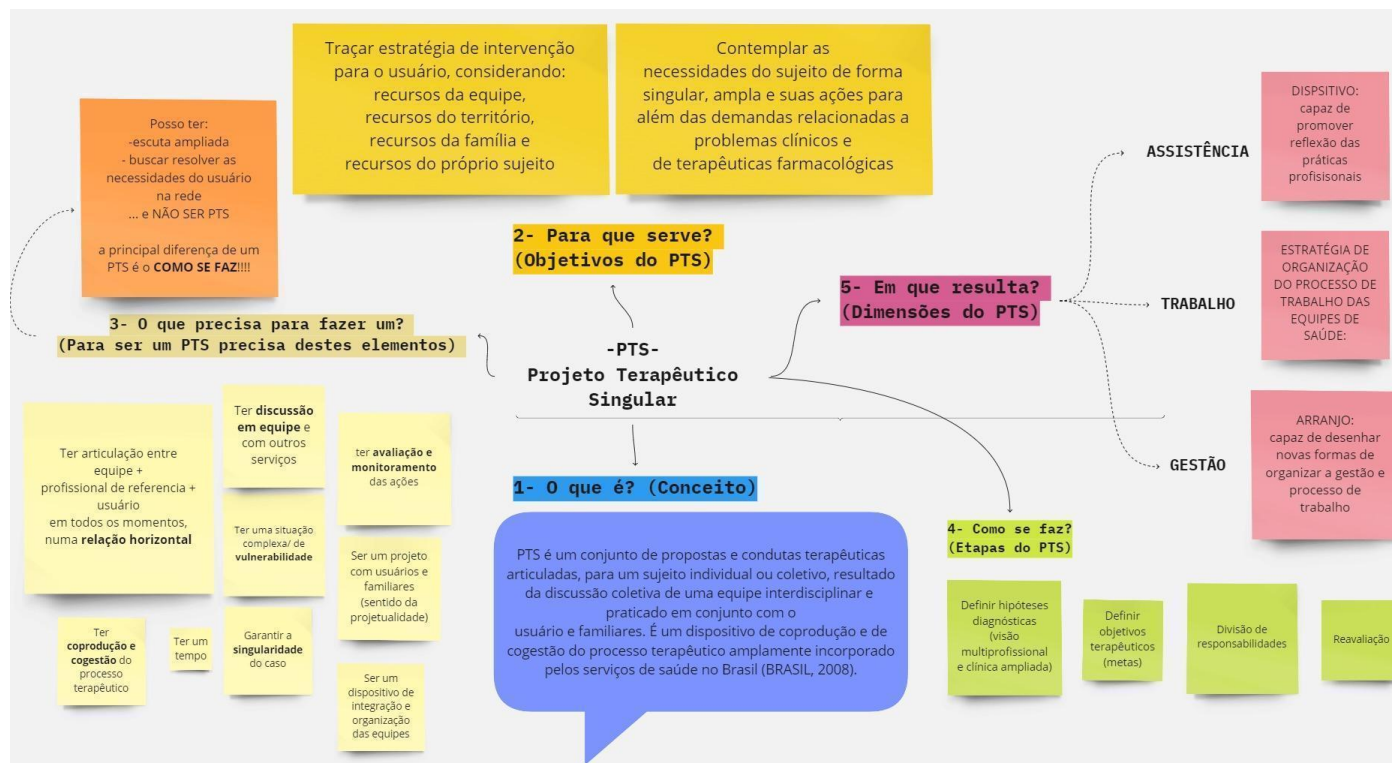 Traçar estratégia de intervenção
para o usuário, considerando:
recursos da equipe,
recursos do território,
recursos da família e
recursos do próprio sujeito
Contemplar as
necessidades do sujeito de forma
singular, ampla e suas ações para
além das demandas relacionadas a
problemas clínicos e
de terapêuticas farmacológicas
Posso ter:
-escuta ampliada
- buscar resolver as
necessidades do usuário
na rede
... e NÃO SER PTS
a principal diferença de um
PTS é o COMO SE FAZ!!!!
2- Para que serve?
(Objetivos do PTS)
3- O que precisa para fazer um?
(Para ser um PTS precisa destes elementos)
-PTS-
Projeto Terapêutico
Singular
5- Em que resulta?
(Dimensões do PTS)
ASSISTÊNCIA
DISPSITIVO:
capaz de
promover
reflexão das
práticas
profisisonais
TRABALHO
ESTRATÉGIA DE
ORGANIZAÇÃO
DO PROCESSO DE
TRABALHO DAS
EQUIPES DE
SAÚDE:
GESTÃO
ARRANJO:
capaz de desenhar
novas formas de
organizar a gestão e
processo de
trabalho
Ter articulação entre
equipe +
profissional de referencia +
usuário
em todos os momentos,
numa relação horizontal
Ter discussão
em equipe e
com outros
serviços
ter avaliação e
monitoramento
das ações
Ter uma situação
complexa/ de
vulnerabilidade
Ser um projeto
com usuários e
familiares
(sentido da
projetualidade)
Ter
coprodução e
cogestão do
processo
terapêutico
Ter um
tempo
Garantir a
singularidade
do caso
Ser um
dispositivo de
integração e
organização
das equipes
1- O que é? (Conceito)
PTS é um conjunto de propostas e condutas terapêuticas
articuladas, para um sujeito individual ou coletivo, resultado
da discussão coletiva de uma equipe interdisciplinar e
praticado em conjunto com o
usuário e familiares. É um dispositivo de coprodução e de
cogestão do processo terapêutico amplamente incorporado
pelos serviços de saúde no Brasil (BRASIL, 2008).
4- Como se faz?
(Etapas do PTS)
Definir hipóteses
diagnósticas
(visão
multiprofissional
e clínica ampliada)
Definir
objetivos
terapêuticos
(metas)
Divisão de
responsabilidades
Reavaliação